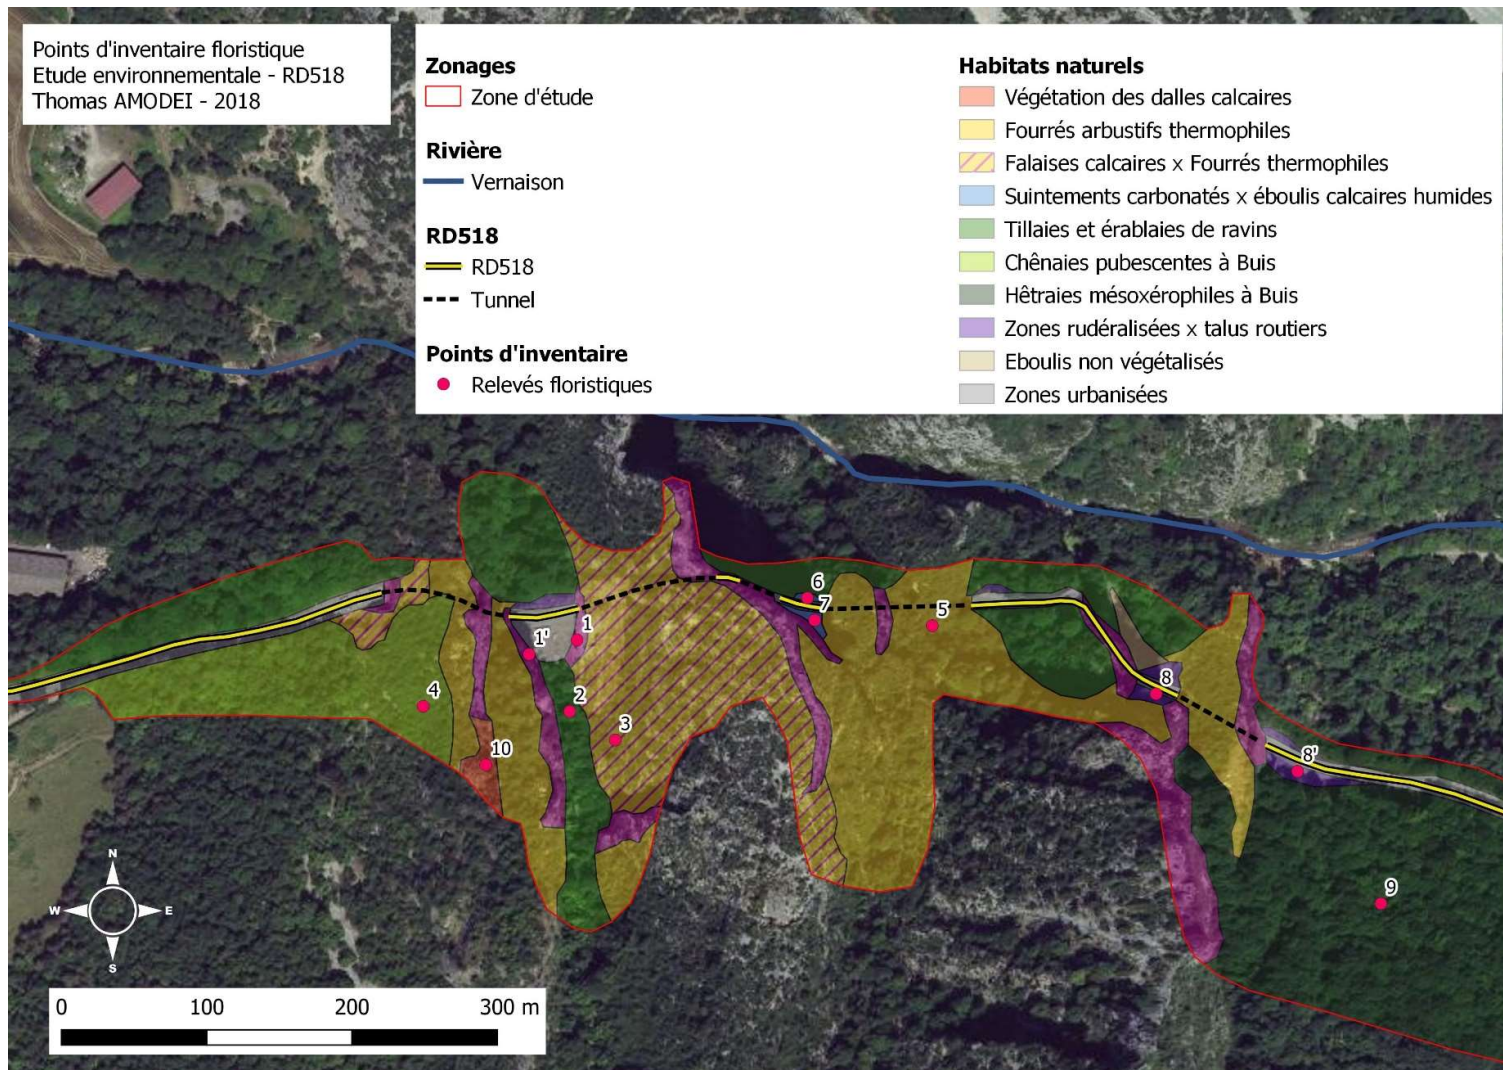 Points d'inventaire floristique
Etude environnementale - RD518
Thomas AMODEI - 2018
Zonages
Zone d'étude
Rivière
Vernaison
RD518
RD518
Tunnel
Points d'inventaire
Relevés floristiques
Habitats naturels
Végétation des dalles calcaires
Fourrés arbustifs thermophiles
Falaises calcaires x Fourrés thermophiles
Suintements carbonatés x éboulis calcaires humides
Tillaies et érablaies de ravins
Chênaies pubescentes à Buis
Hêtraies mésoxérophiles à Buis
Zones rudéralisées x talus routiers
Eboulis non végétalisés
Zones urbanisées
6
7
5
1
1'
8
4
2
3
10
8'
9
N
W E
S
0 100 200 300 m